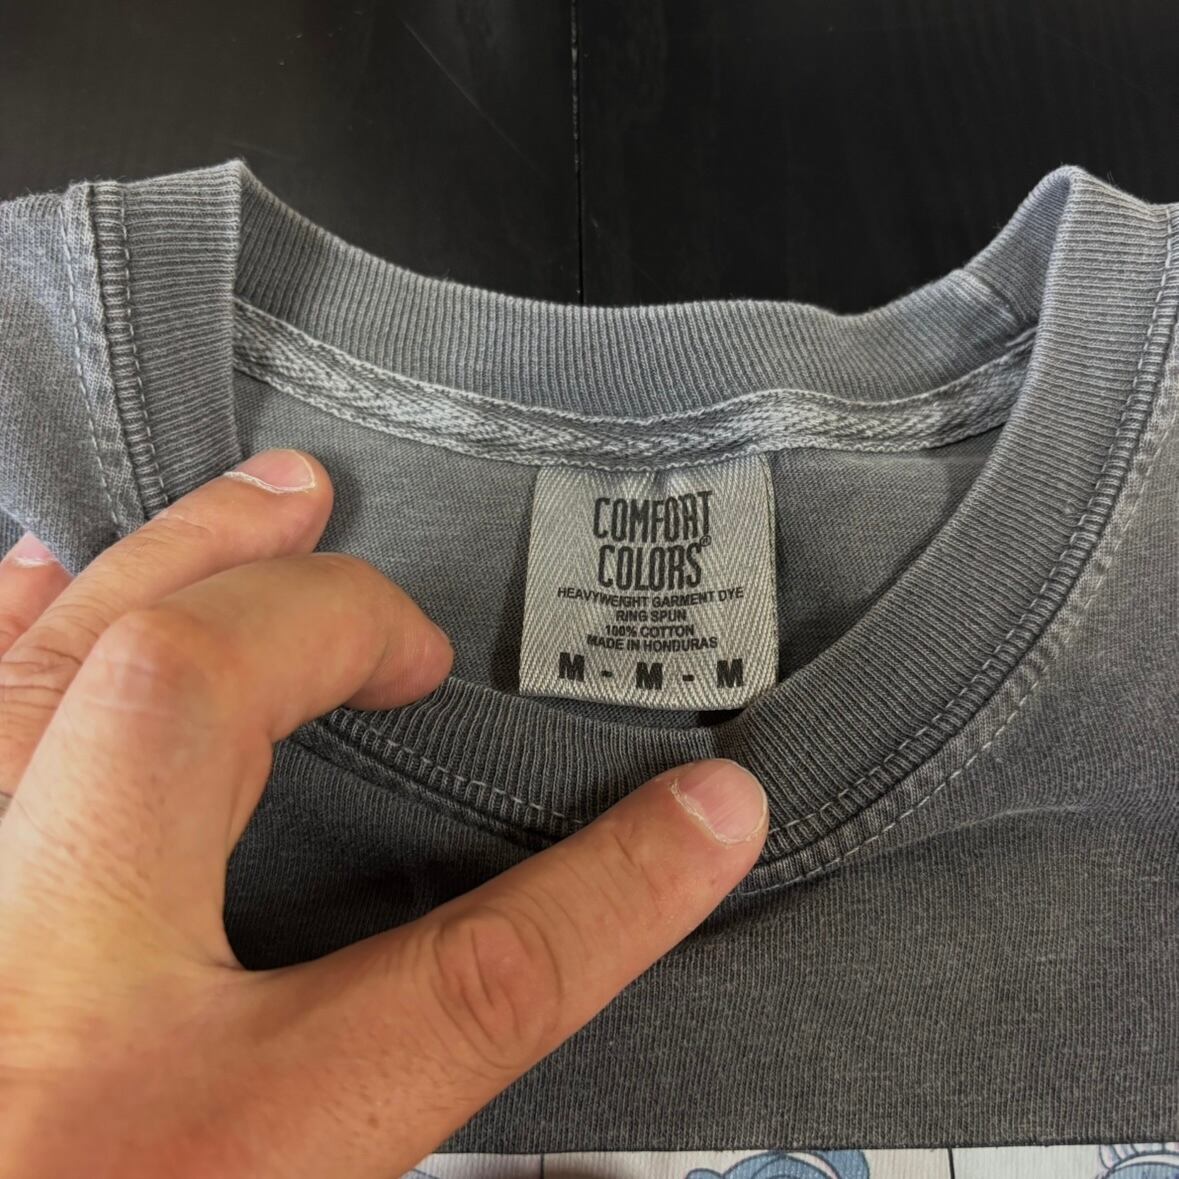 COMFORT
COLORS®
HEAVYWEIGHT GARMENT DYE
RING SPUN
100% COTTON
MADE IN HONDURAS
M - M - M